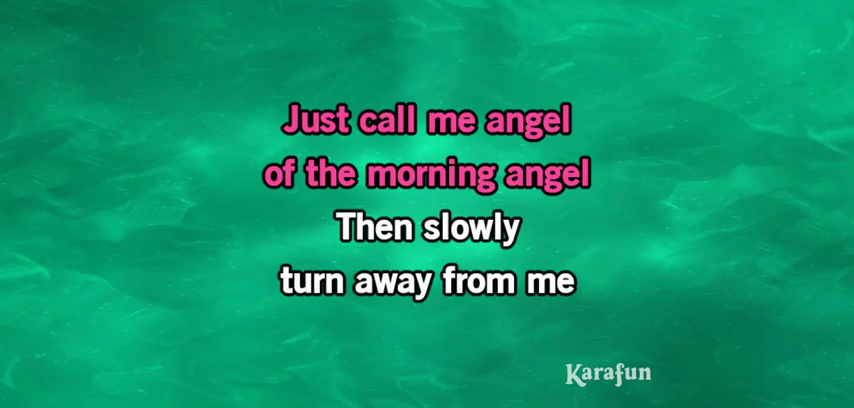 Just call me angel
of the morning angel
Then slowly
turn away from me
Karafun